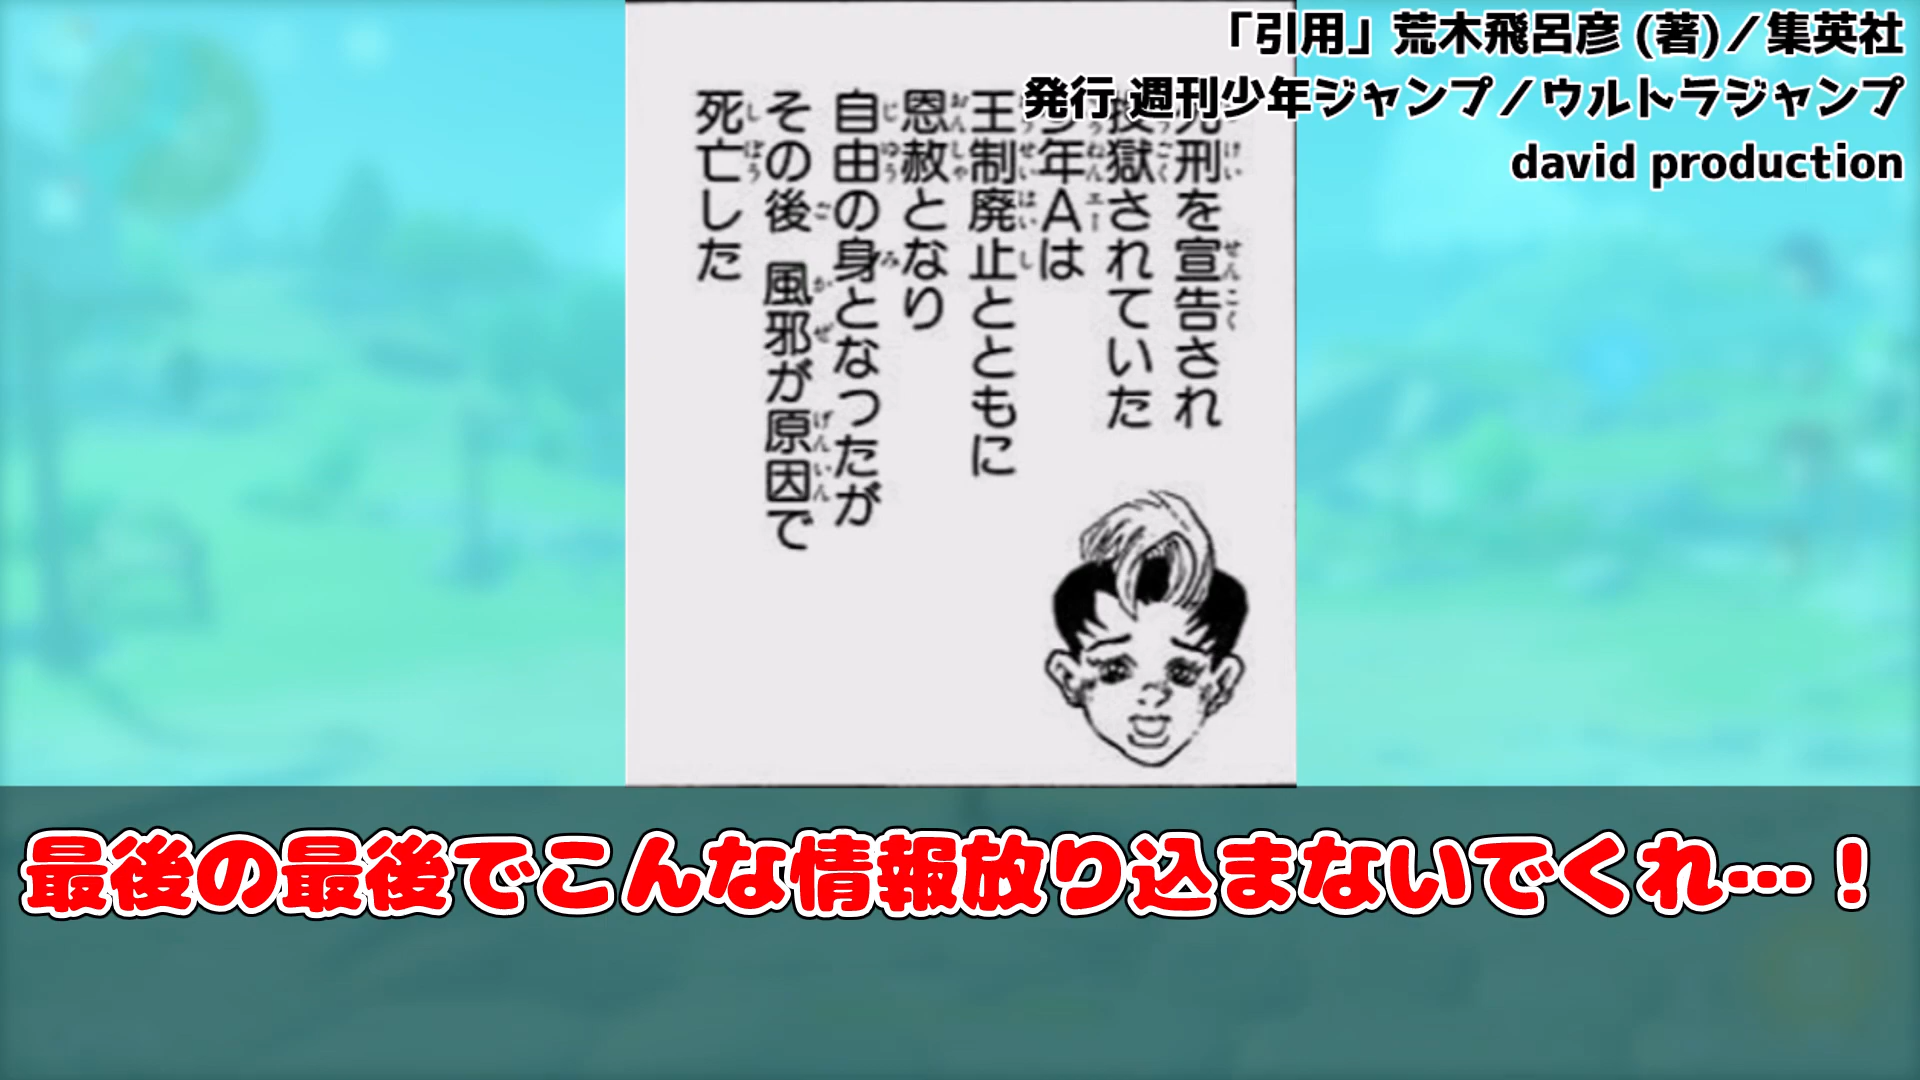 「引用」荒木飛呂彦 (著)／集英社
発行 週刊少年ジャンプ／ウルトラジャンプ
david production
刑を宣告され
獄されていた
年Aは
王制廃止とともに
恩赦となり
自由の身となったが
その後 風邪が原因で
死亡した
最後の最後でこんな情報放り込まないでくれ…！